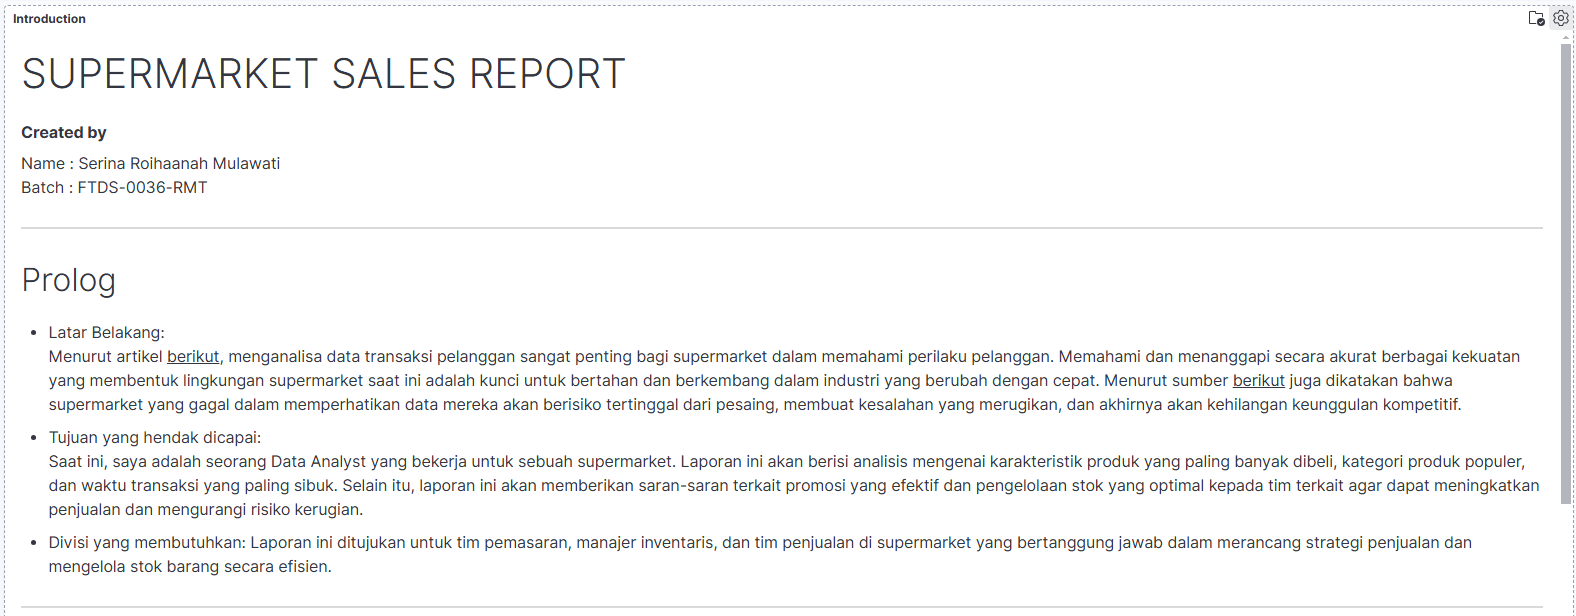 Introduction
SUPERMARKET SALES REPORT
Created by
Name : Serina Roihaanah Mulawati
Batch : FTDS-0036-RMT
Prolog
• Latar Belakang:
Menurut artikel berikut, menganalisa data transaksi pelanggan sangat penting bagi supermarket dalam memahami perilaku pelanggan. Memahami dan menanggapi secara akurat berbagai kekuatan
yang membentuk lingkungan supermarket saat ini adalah kunci untuk bertahan dan berkembang dalam industri yang berubah dengan cepat. Menurut sumber berikut juga dikatakan bahwa
supermarket yang gagal dalam memperhatikan data mereka akan berisiko tertinggal dari pesaing, membuat kesalahan yang merugikan, dan akhirnya akan kehilangan keunggulan kompetitif.
• Tujuan yang hendak dicapai:
Saat ini, saya adalah seorang Data Analyst yang bekerja untuk sebuah supermarket. Laporan ini akan berisi analisis mengenai karakteristik produk yang paling banyak dibeli, kategori produk populer,
dan waktu transaksi yang paling sibuk. Selain itu, laporan ini akan memberikan saran-saran terkait promosi yang efektif dan pengelolaan stok yang optimal kepada tim terkait agar dapat meningkatkan
penjualan dan mengurangi risiko kerugian.
• Divisi yang membutuhkan: Laporan ini ditujukan untuk tim pemasaran, manajer inventaris, dan tim penjualan di supermarket yang bertanggung jawab dalam merancang strategi penjualan dan
mengelola stok barang secara efisien.